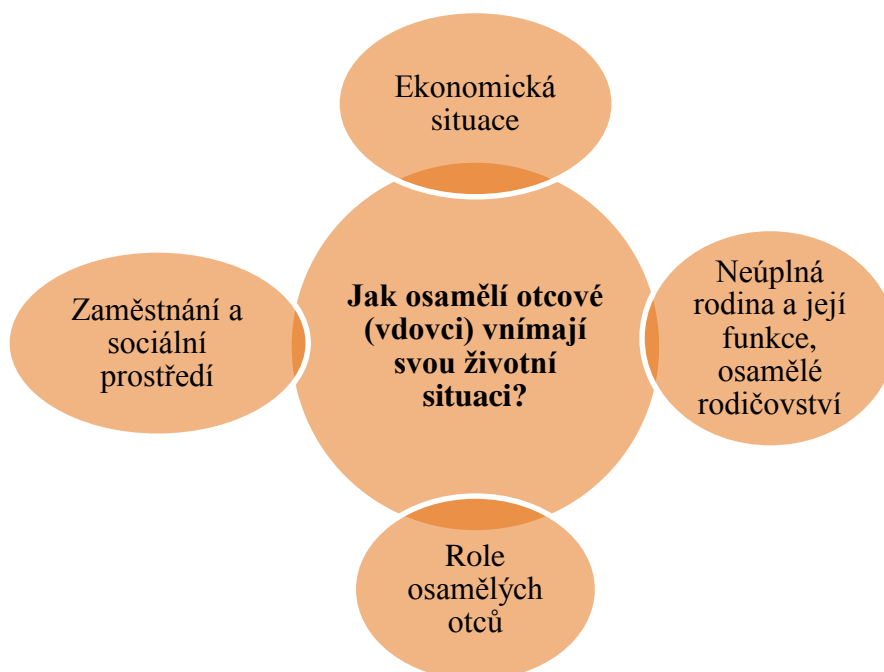 Ekonomická
situace
Zaměstnání a
sociální
prostředí
Jak osamělí otcové
(vdovci) vnímají
svou životní
situaci?
Neúplná
rodina a její
funkce,
osamělé
rodičovství
Role
osamělých
otců